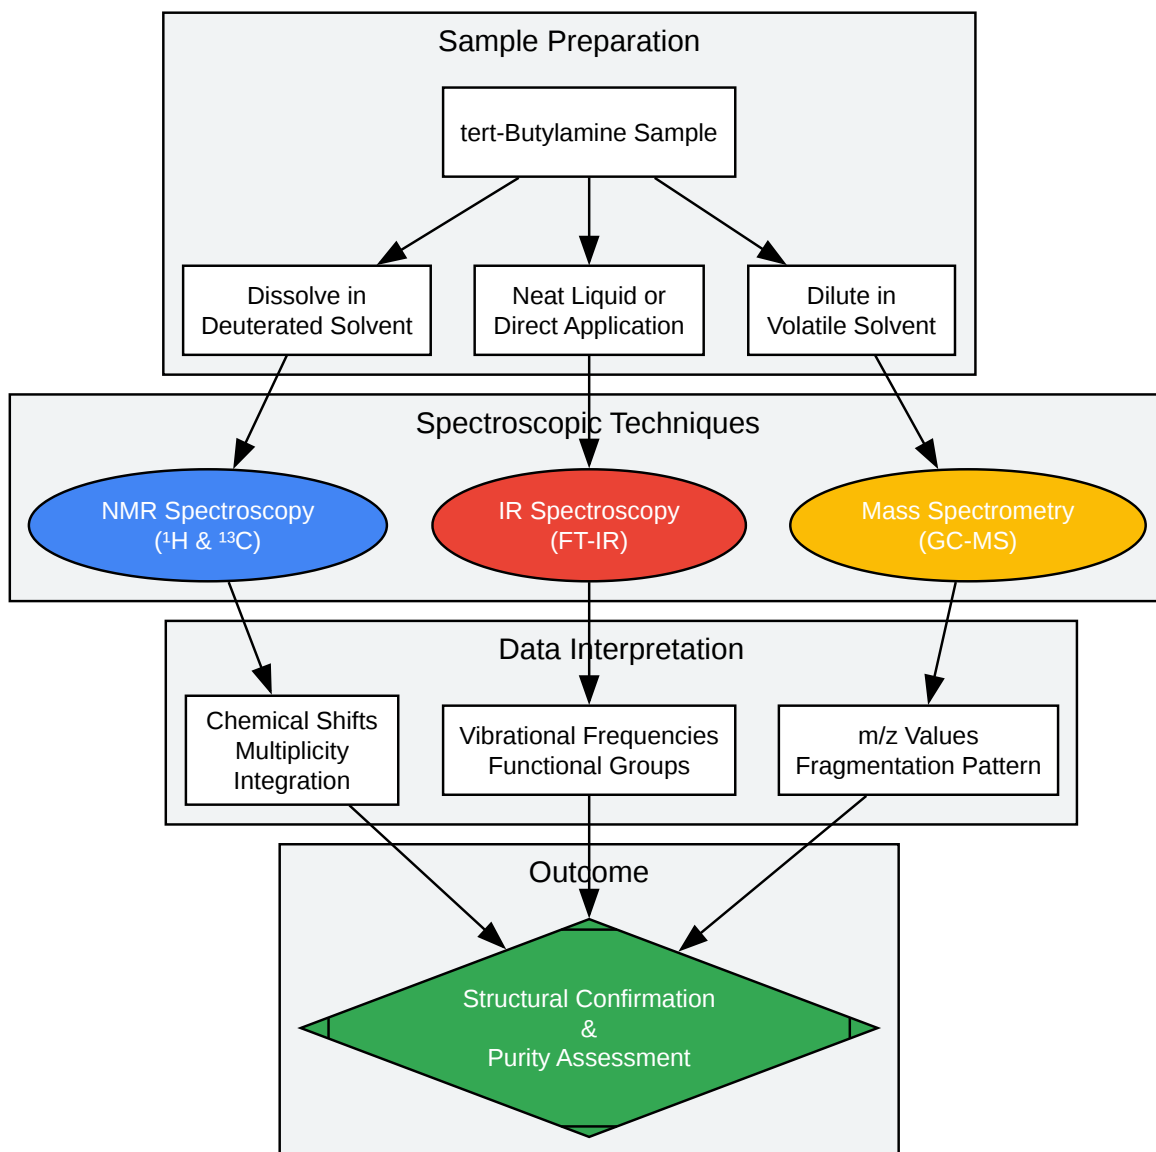 Sample Preparation
tert-Butylamine Sample
Dissolve in
Deuterated Solvent
Neat Liquid or
Direct Application
Dilute in
Volatile Solvent
Spectroscopic Techniques
NMR Spectroscopy
(¹H & ¹³C)
IR Spectroscopy
(FT-IR)
Mass Spectrometry
(GC-MS)
Data Interpretation
Chemical Shifts
Multiplicity
Integration
Vibrational Frequencies
Functional Groups
m/z Values
Fragmentation Pattern
Outcome
Structural Confirmation
&
Purity Assessment